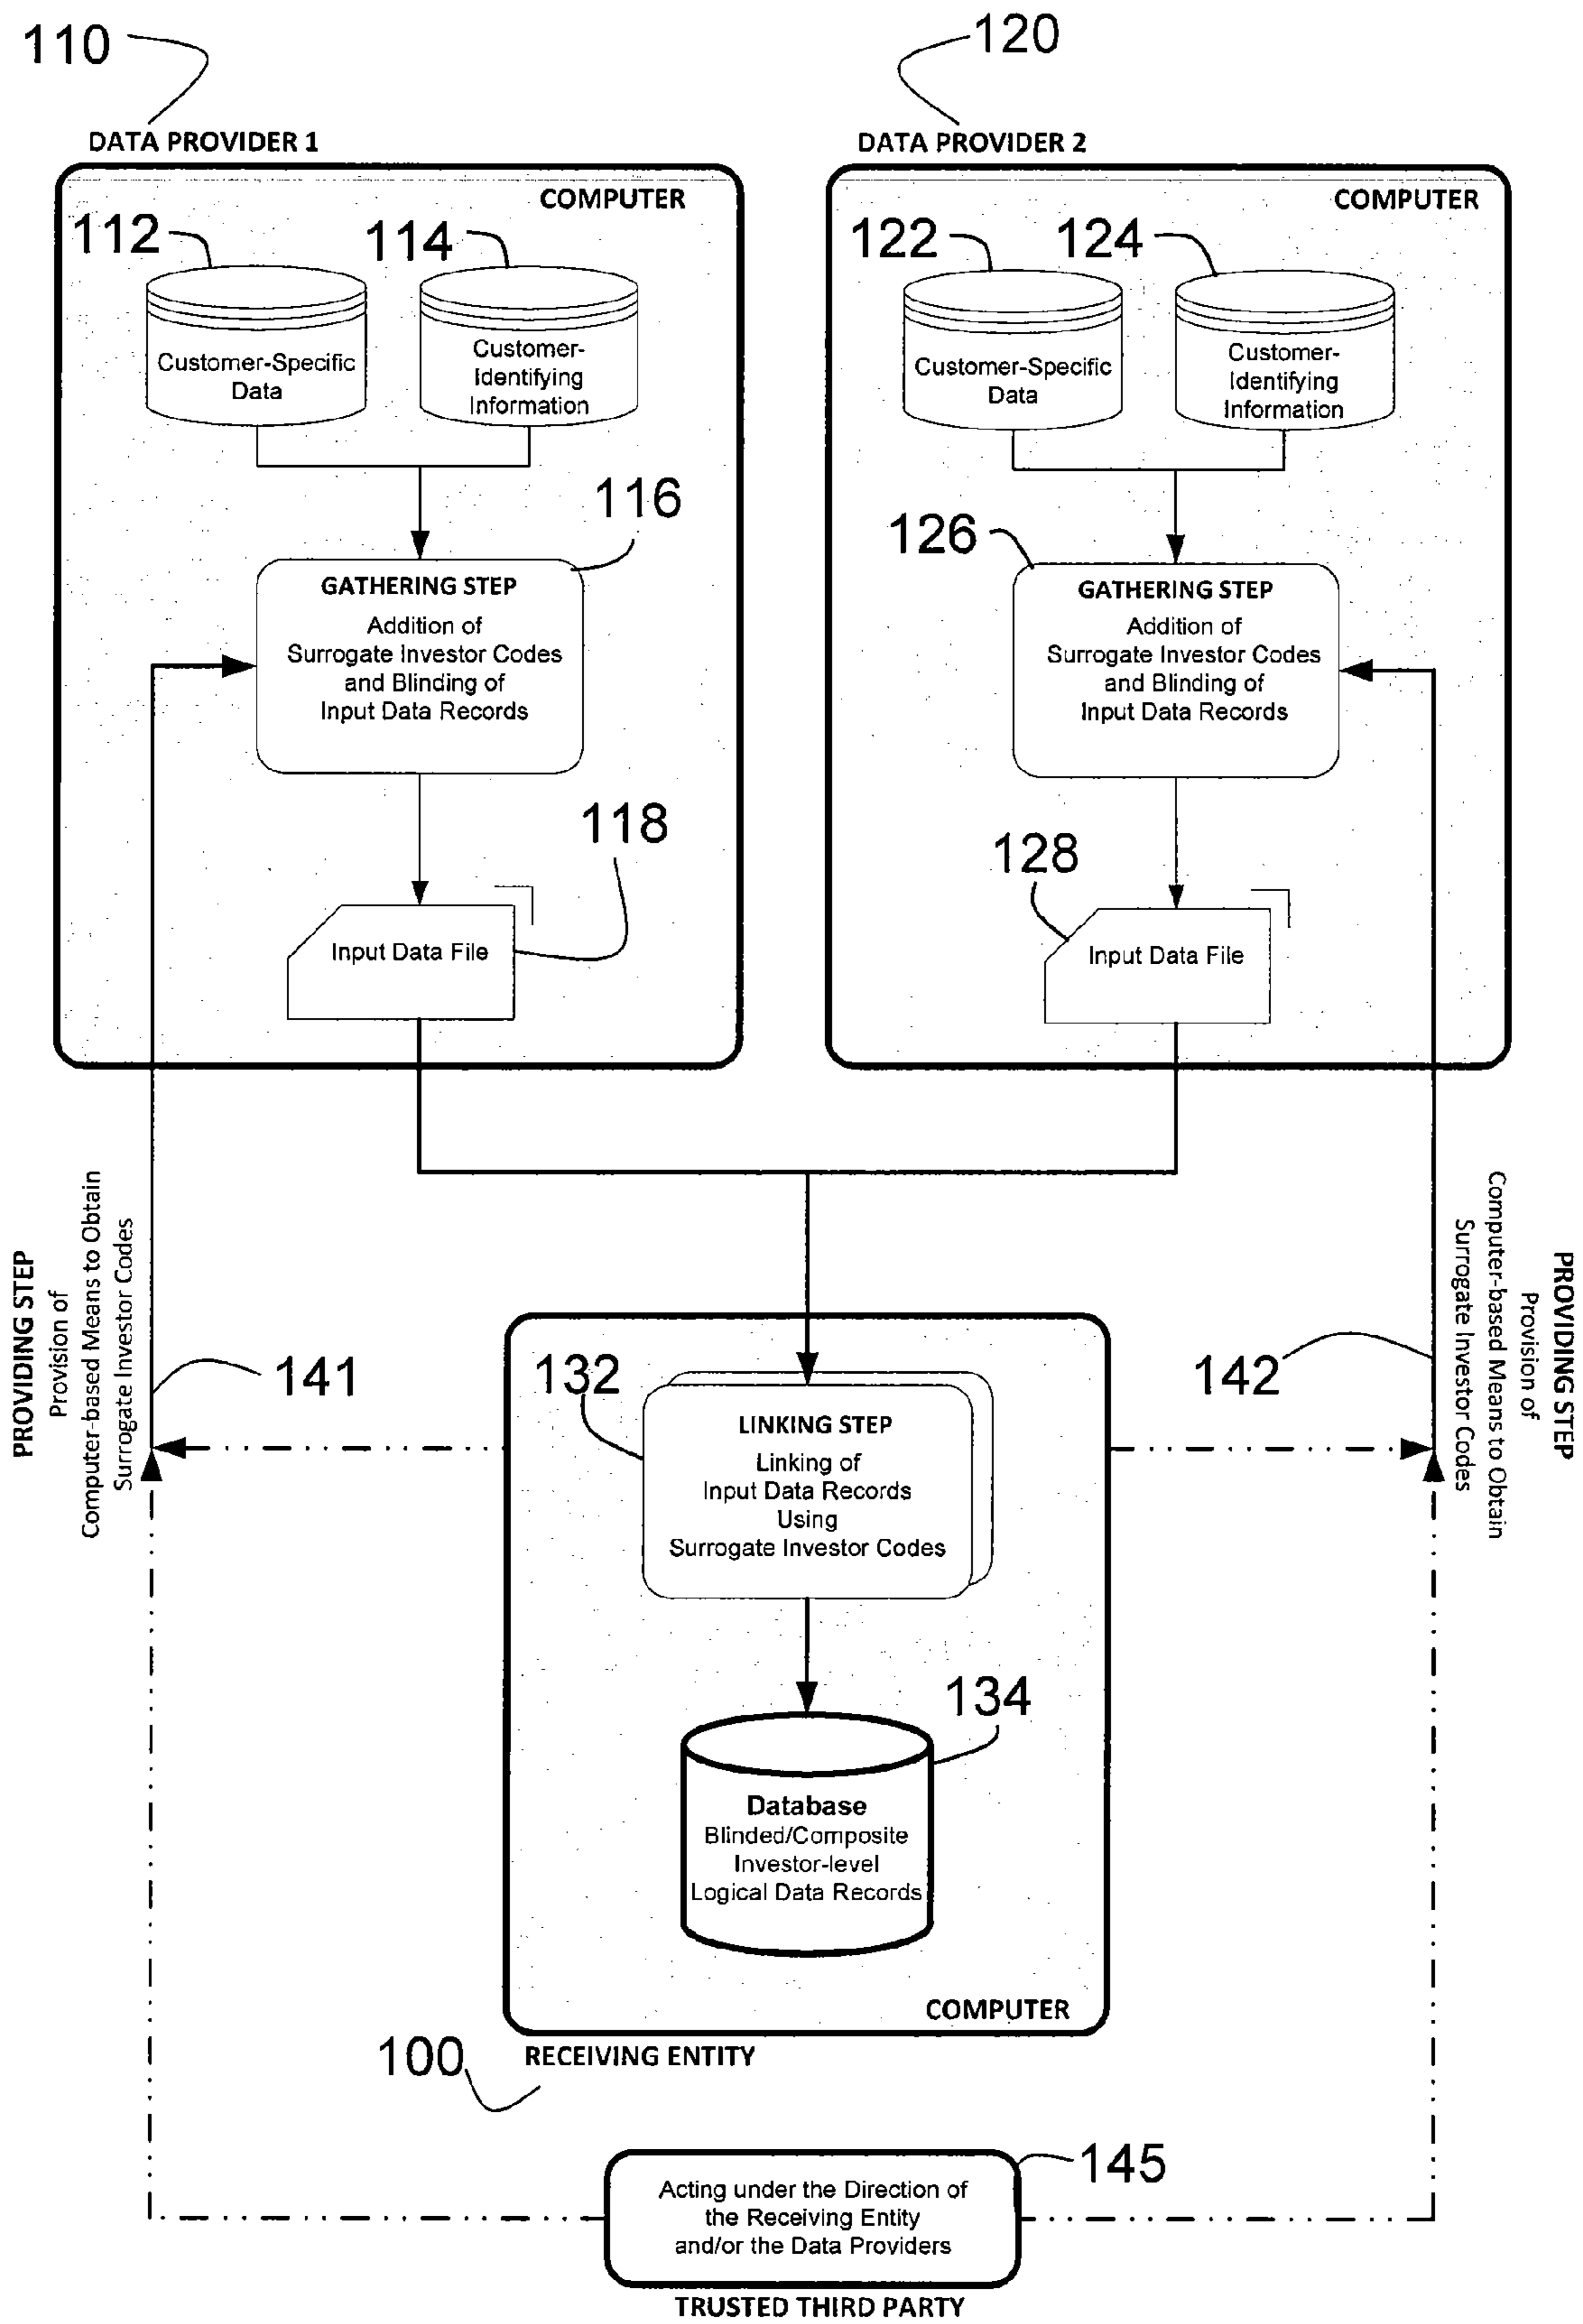 110
120
DATA PROVIDER 1
DATA PROVIDER 2
COMPUTER
112
114
Customer-Specific
Data
Customer-
Identifying
Information
116
GATHERING STEP
Addition of
Surrogate Investor Codes
and Blinding of
Input Data Records
118
Input Data File
COMPUTER
122
124
Customer-Specific
Data
Customer-
Identifying
Information
126
GATHERING STEP
Addition of
Surrogate Investor Codes
and Blinding of
Input Data Records
128
Input Data File
PROVIDING STEP
Provision of
Computer-based Means to Obtain
Surrogate Investor Codes
141
132
LINKING STEP
Linking of
Input Data Records
Using
Surrogate Investor Codes
142
PROVIDING STEP
Provision of
Computer-based Means to Obtain
Surrogate Investor Codes
134
Database
Blinded/Composite
Investor-level
Logical Data Records
COMPUTER
100
RECEIVING ENTITY
145
Acting under the Direction of
the Receiving Entity
and/or the Data Providers
TRUSTED THIRD PARTY